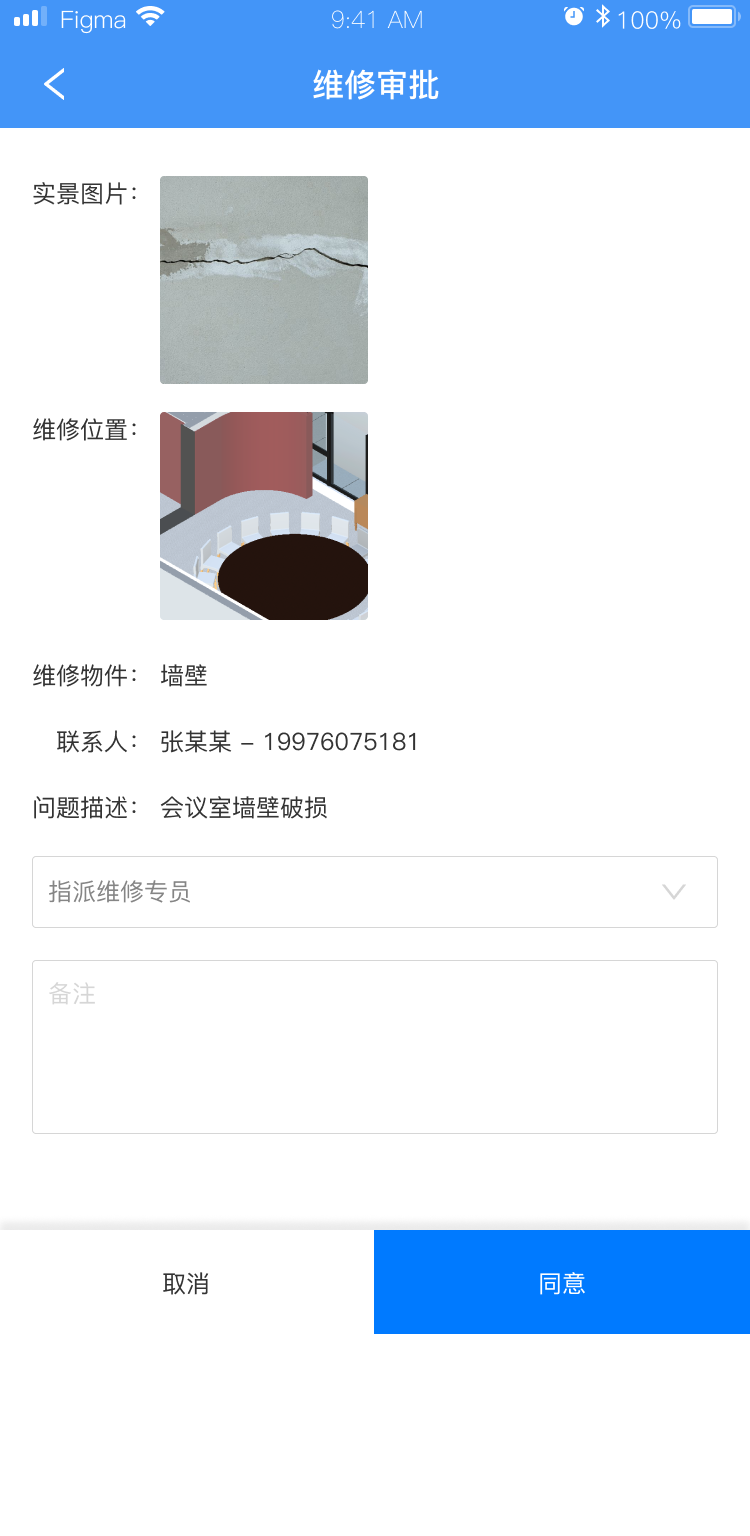 Figma 9:41 AM 100%
维修审批
实景图片：
维修位置：
维修物件： 墙壁
联系人： 张某某 – 19976075181
问题描述： 会议室墙壁破损
指派维修专员
备注
取消 同意